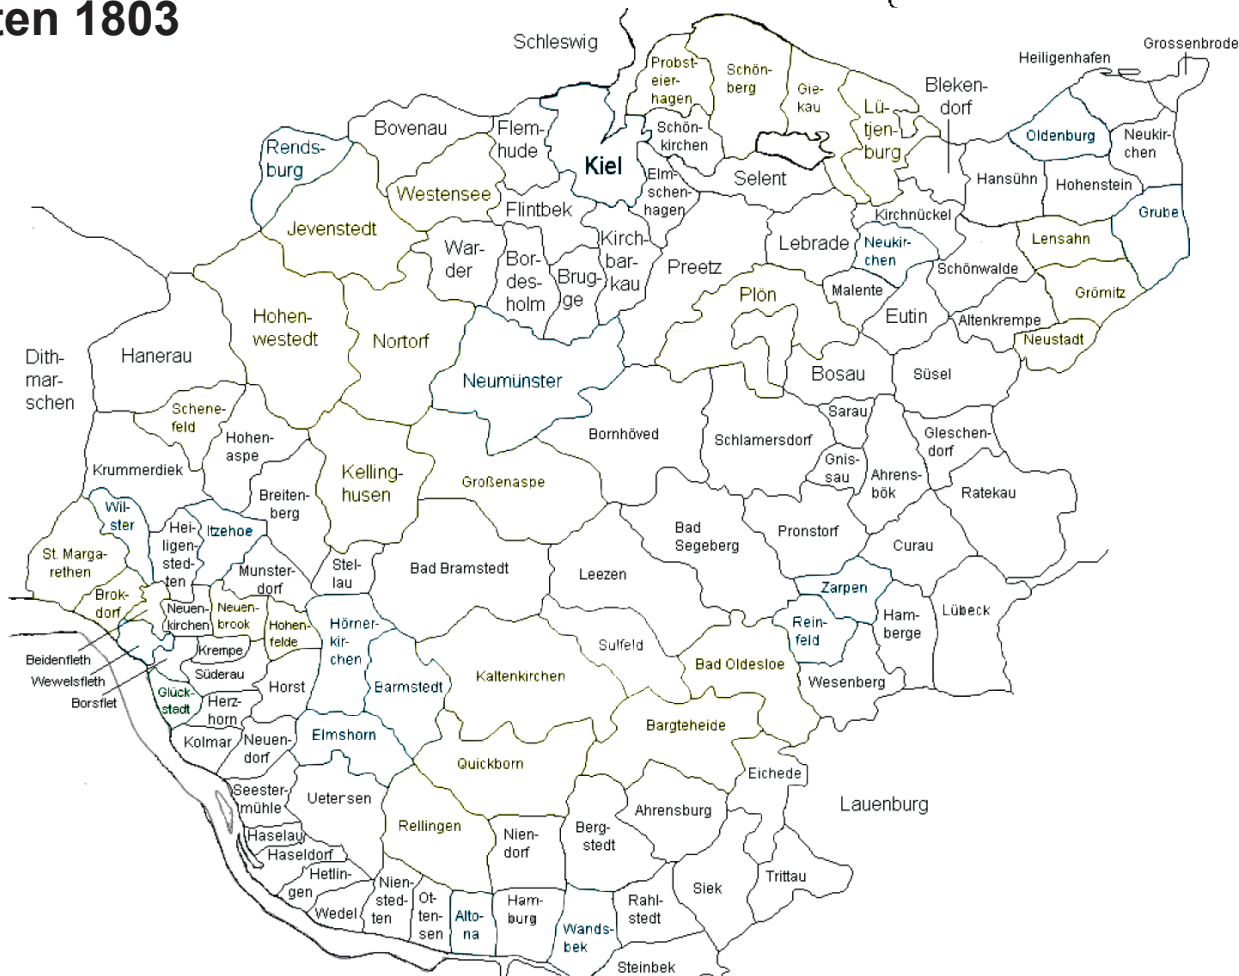 ten 1803
Schleswig
Grossenbrode
Heiligenhafen
Probst-
eier-
hagen
Schön-
berg
Gie-
kau
Bleken-
dorf
Lü-
tjen-
burg
Bovenau
Flem-
hude
Schön-
kirchen
Oldenburg
Neukir-
chen
Rends-
burg
Kiel
Elm-
schen-
hagen
Selent
Hansühn
Hohenstein
Westensee
Flintbek
Kirchnückel
Grube
Jevenstedt
War-
der
Bor-
des-
holm
Brug-
ge
Kirch-
bar-
kau
Preetz
Lebrade
Neukir-
chen
Lensahn
Schönwalde
Malente
Plön
Grömitz
Hohen-
westedt
Nortorf
Eutin
Altenkrempe
Neustadt
Dith-
mar-
schen
Hanerau
Neumünster
Bosau
Süsel
Schene-
feld
Hohen-
aspe
Bornhöved
Schlamersdorf
Sarau
Gleschen-
dorf
Gnis-
sau
Ahrens-
bök
Krummerdiek
Kelling-
husen
Großenaspe
Ratekau
Breiten-
berg
Wil-
ster
Hei-
ligen-
sted-
ten
Itzehoe
Bad
Segeberg
Pronstorf
Curau
St. Marga-
rethen
Munster-
dorf
Stel-
lau
Bad Bramstedt
Leezen
Zarpen
Brok-
dorf
Neuen-
kirchen
Neuen-
brook
Hohen-
felde
Hörner-
kir-
chen
Rein-
feld
Ham-
berge
Lübeck
Sulfeld
Krempe
Beidenfleth
Wewelsfleth
Borsflet
Süderau
Kaltenkirchen
Bad Oldesloe
Wesenberg
Glück-
stadt
Herz-
horn
Horst
Barmstedt
Bargteheide
Kolmar
Neuen-
dorf
Elmshorn
Quickborn
Eichede
Seester-
mühle
Uetersen
Ahrensburg
Lauenburg
Rellingen
Nien-
dorf
Berg-
stedt
Haselau
Haseldorf
Hetlin-
gen
Wedel
Nien-
sted-
ten
Ot-
ten-
sen
Alto-
na
Ham-
burg
Wands-
bek
Rahl-
stedt
Siek
Trittau
Steinbek